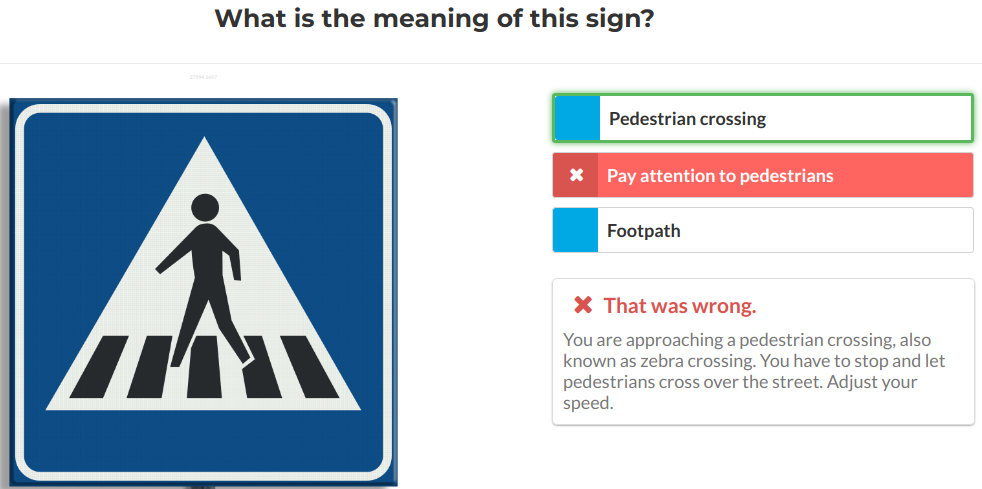 What is the meaning of this sign?
Pedestrian crossing
Pay attention to pedestrians
Footpath
That was wrong.
You are approaching a pedestrian crossing, also
known as zebra crossing. You have to stop and let
pedestrians cross over the street. Adjust your
speed.